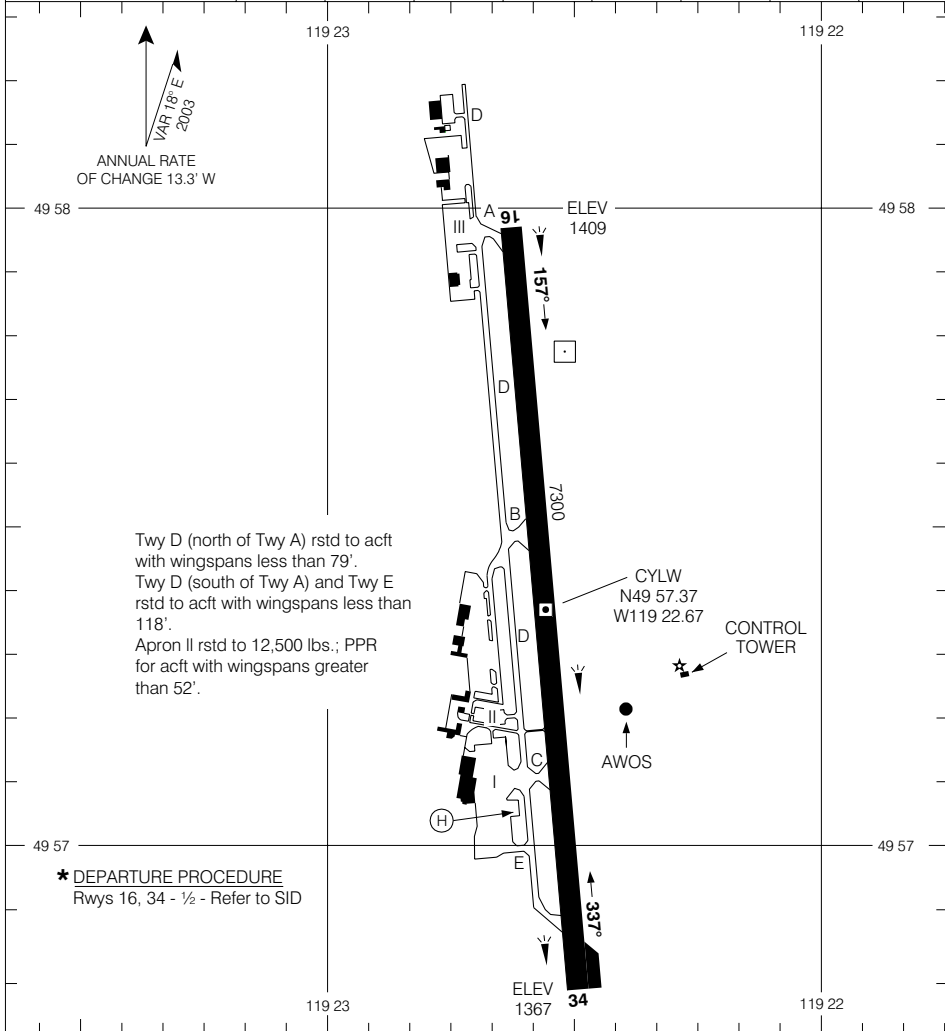 119 23
119 22
VAR 18° E
2003
ANNUAL RATE
OF CHANGE 13.3' W
D
49 58
A
16
ELEV
1409
49 58
III
157°
D
7300
B
Twy D (north of Twy A) rstd to acft
with wingspans less than 79'.
Twy D (south of Twy A) and Twy E
rstd to acft with wingspans less than
118'.
Apron II rstd to 12,500 lbs.; PPR
for acft with wingspans greater
than 52'.
CYLW
N49 57.37
W119 22.67
D
CONTROL
TOWER
II
C
AWOS
I
H
49 57
49 57
E
* DEPARTURE PROCEDURE
Rwys 16, 34 - ½ - Refer to SID
337°
ELEV
1367
34
119 23
119 22